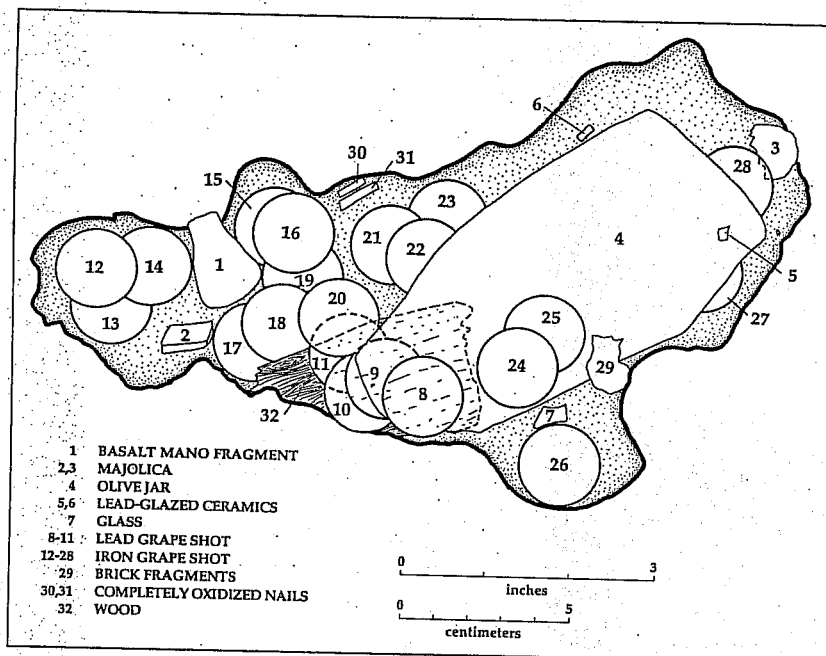 6
3
30
31
28
15
23
16
21
22
4
12
14
1
19
5
13
20
18
2
17
25
27
11
9
24
29
8
10
7
32
26
1 BASALT MANO FRAGMENT
2,3 MAJOLICA
4 OLIVE JAR
5,6 LEAD-GLAZED CERAMICS
7 GLASS
8-11 LEAD GRAPE SHOT
12-28 IRON GRAPE SHOT
29 BRICK FRAGMENTS
30,31 COMPLETELY OXIDIZED NAILS
32 WOOD
0 3
inches
0 5
centimeters